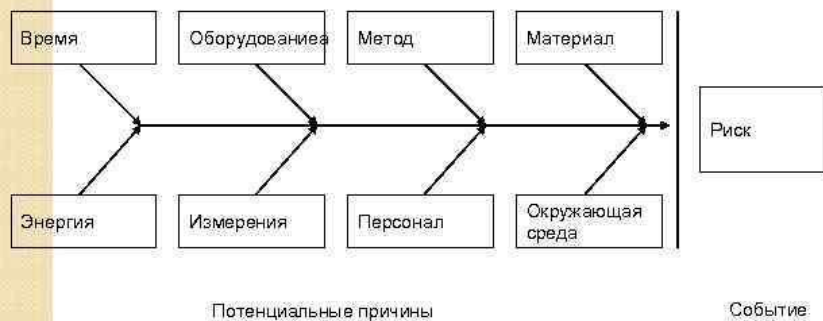 Время
Оборудованиеа
Метод
Материал
Риск
Энергия
Измерения
Персонал
Окружающая
среда
Потенциальные причины
Событие